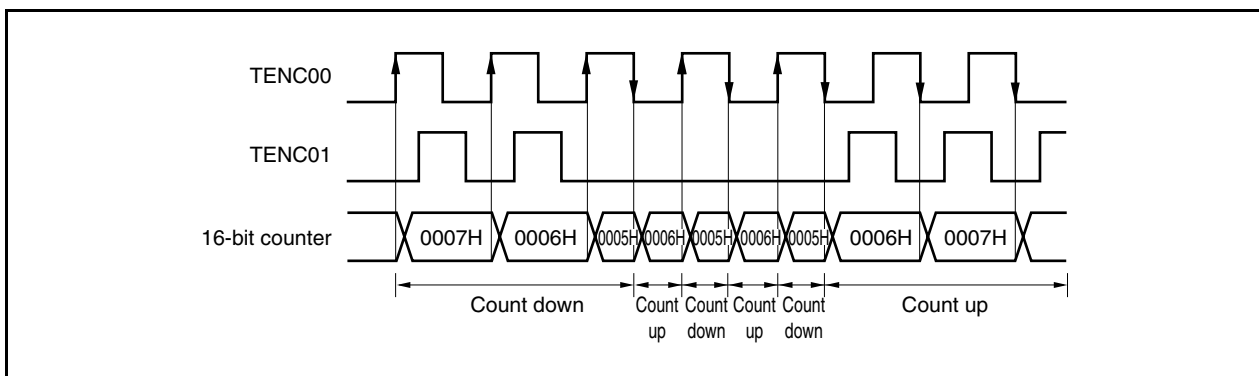 TENC00
TENC01
16-bit counter
0007H 0006H 0005H 0006H 0005H 0006H 0005H 0006H 0007H
Count down Count up Count down Count up Count down Count up